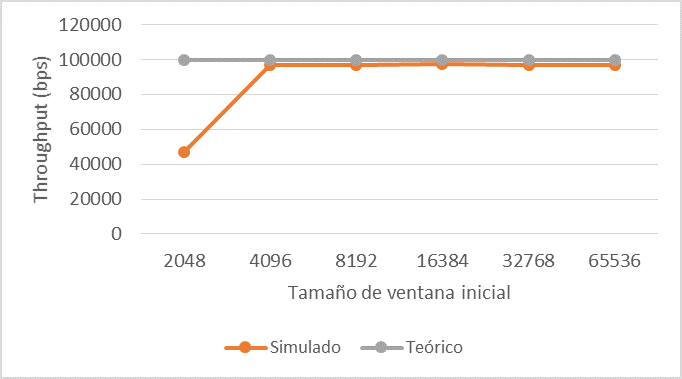 Throughput (bps)
120000
100000
80000
60000
40000
20000
0
2048 4096 8192 16384 32768 65536
Tamaño de ventana inicial
Simulado Teórico